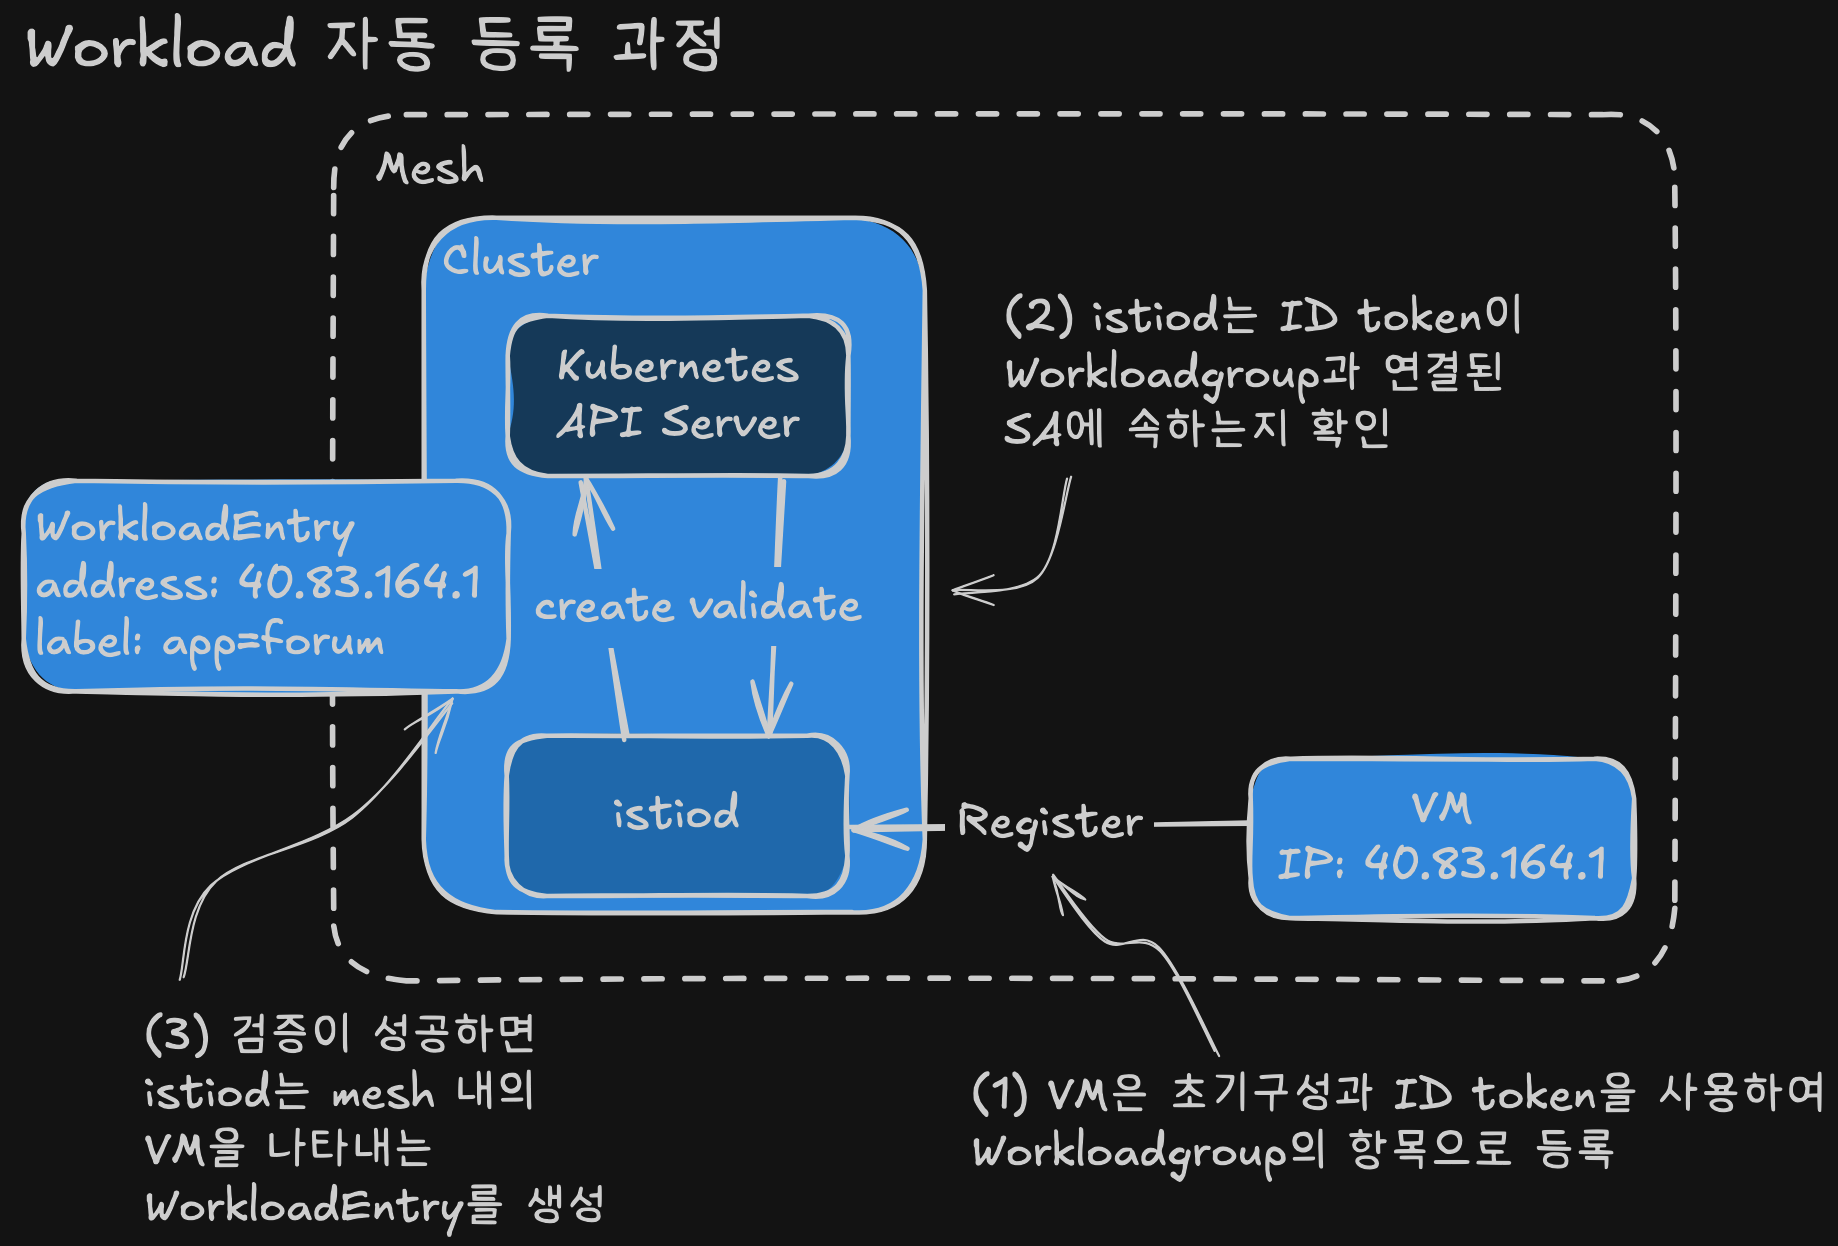 Workload 자동 등록 과정
Mesh
Cluster
Kubernetes
API Server
(2) istiod는 ID token이
Workloadgroup과 연결된
SA에 속하는지 확인
WorkloadEntry
address: 40.83.164.1
label: app=forum
create validate
istiod
Register
VM
IP: 40.83.164.1
(3) 검증이 성공하면
istiod는 mesh 내의
VM을 나타내는
WorkloadEntry를 생성
(1) VM은 초기구성과 ID token을 사용하여
Workloadgroup의 항목으로 등록